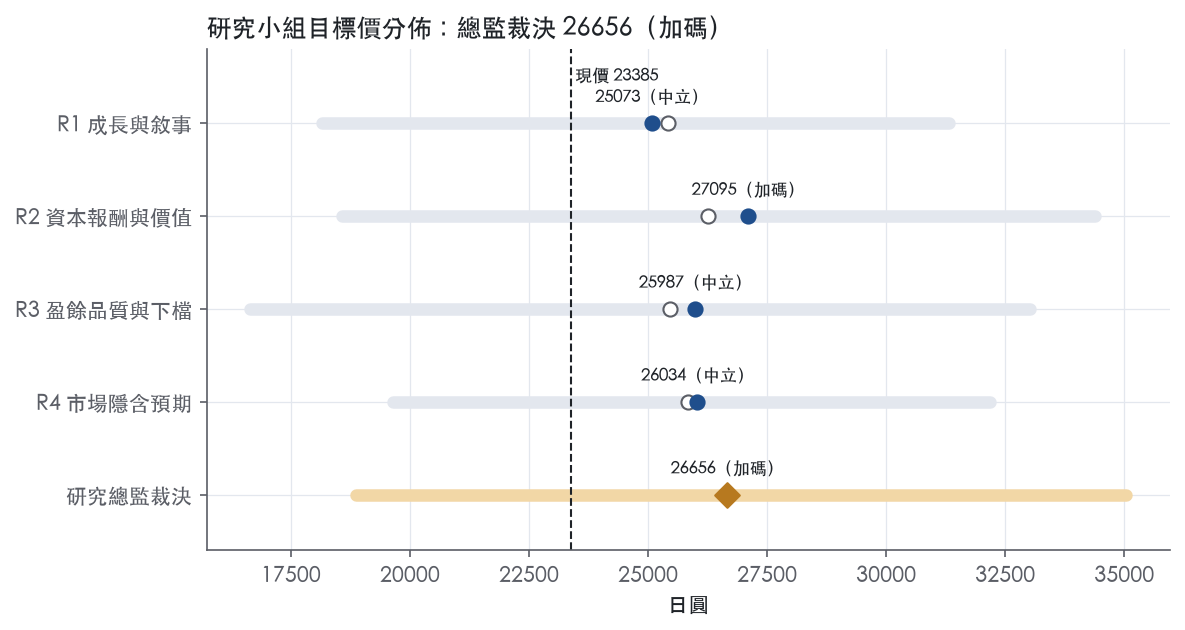 研究小組目標價分佈：總監裁決 26656（加碼）
現價 23385
25073（中立）
R1 成長與敘事
27095（加碼）
R2 資本報酬與價值
25987（中立）
R3 盈餘品質與下檔
26034（中立）
R4 市場隱含預期
26656（加碼）
研究總監裁決
17500 20000 22500 25000 27500 30000 32500 35000
日圓